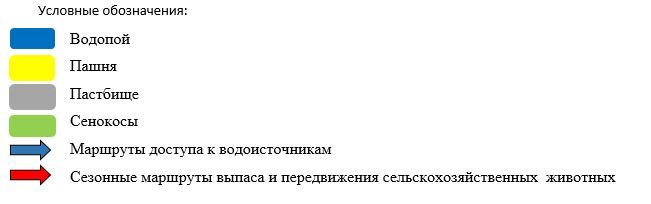 Условные обозначения:
Водопой
Пашня
Пастбище
Сенокосы
Маршруты доступа к водоисточникам
Сезонные маршруты выпаса и передвижения сельскохозяйственных животных